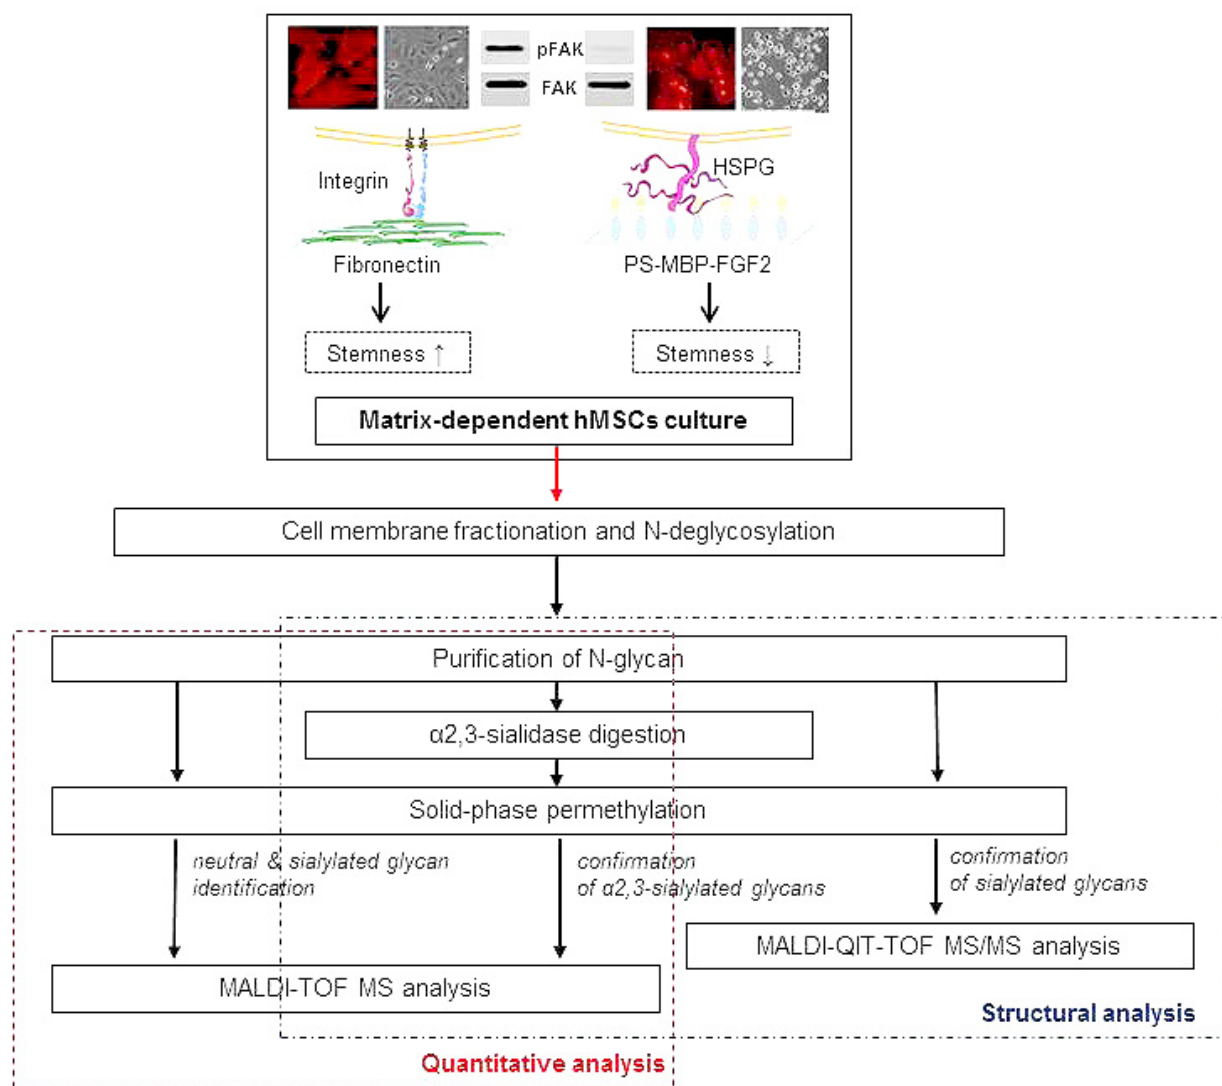 pFAK
FAK
Integrin
HSPG
Fibronectin
PS-MBP-FGF2
Stemness ↑
Stemness ↓
Matrix-dependent hMSCs culture
Cell membrane fractionation and N-deglycosylation
Purification of N-glycan
α2,3-sialidase digestion
Solid-phase permethylation
neutral & sialylated glycan
identification
confirmation
of α2,3-sialylated glycans
confirmation
of sialylated glycans
MALDI-QIT-TOF MS/MS analysis
MALDI-TOF MS analysis
Structural analysis
Quantitative analysis